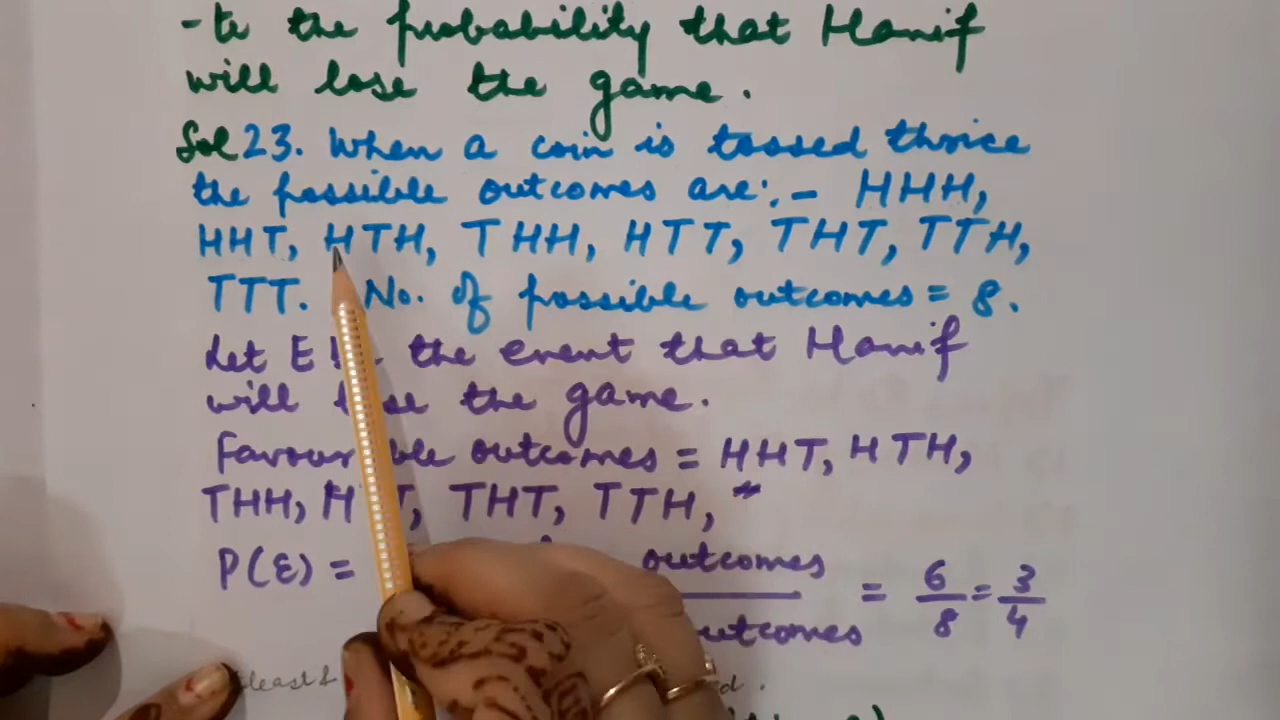 -te the probability that Hanif
will lose the game.
Sol 23. When a coin is tossed thrice
the possible outcomes are:- HHH,
HHT, HTH, THH, HTT, THT, TTH,
TTT. No. of possible outcomes = 8.
Let E the event that Hanif
will the game.
Favourable outcomes = HHT, HTH,
THH, THT, TTH,
P(E) = outcomes = 6/8 = 3/4
outcomes